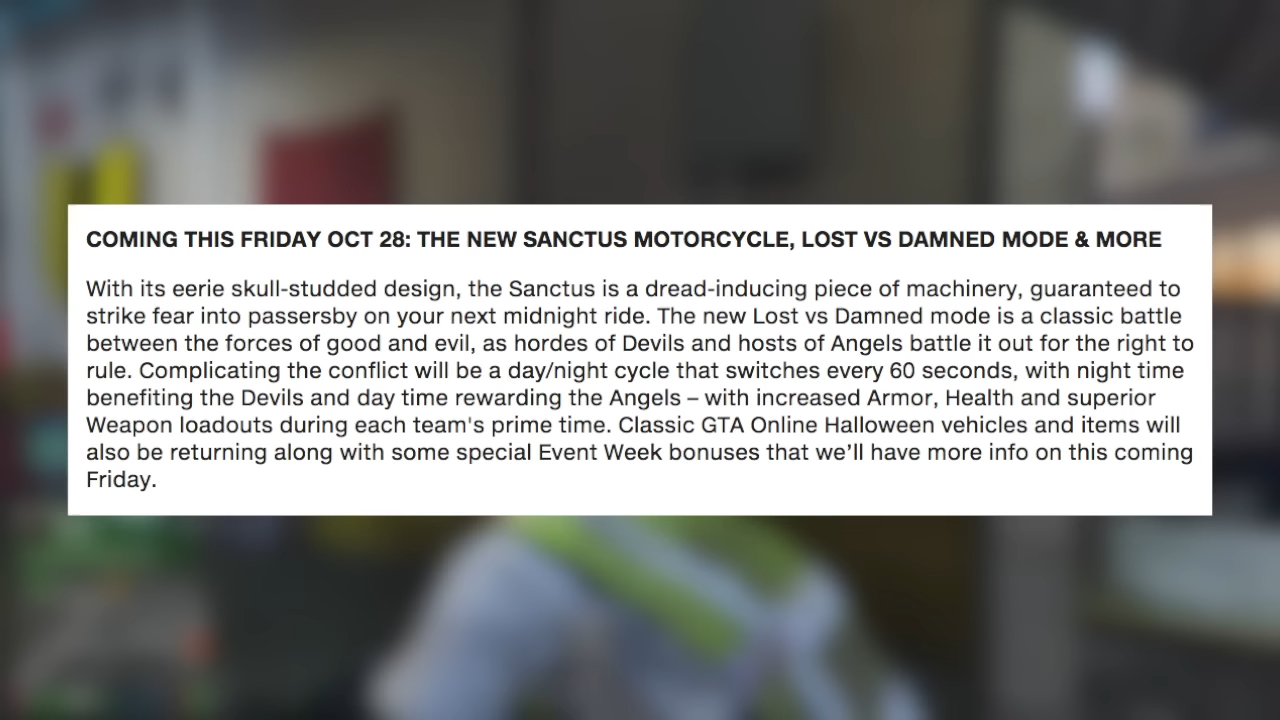 COMING THIS FRIDAY OCT 28: THE NEW SANCTUS MOTORCYCLE, LOST VS DAMNED MODE & MORE
With its eerie skull-studded design, the Sanctus is a dread-inducing piece of machinery, guaranteed to
strike fear into passersby on your next midnight ride. The new Lost vs Damned mode is a classic battle
between the forces of good and evil, as hordes of Devils and hosts of Angels battle it out for the right to
rule. Complicating the conflict will be a day/night cycle that switches every 60 seconds, with night time
benefiting the Devils and day time rewarding the Angels – with increased Armor, Health and superior
Weapon loadouts during each team's prime time. Classic GTA Online Halloween vehicles and items will
also be returning along with some special Event Week bonuses that we’ll have more info on this coming
Friday.